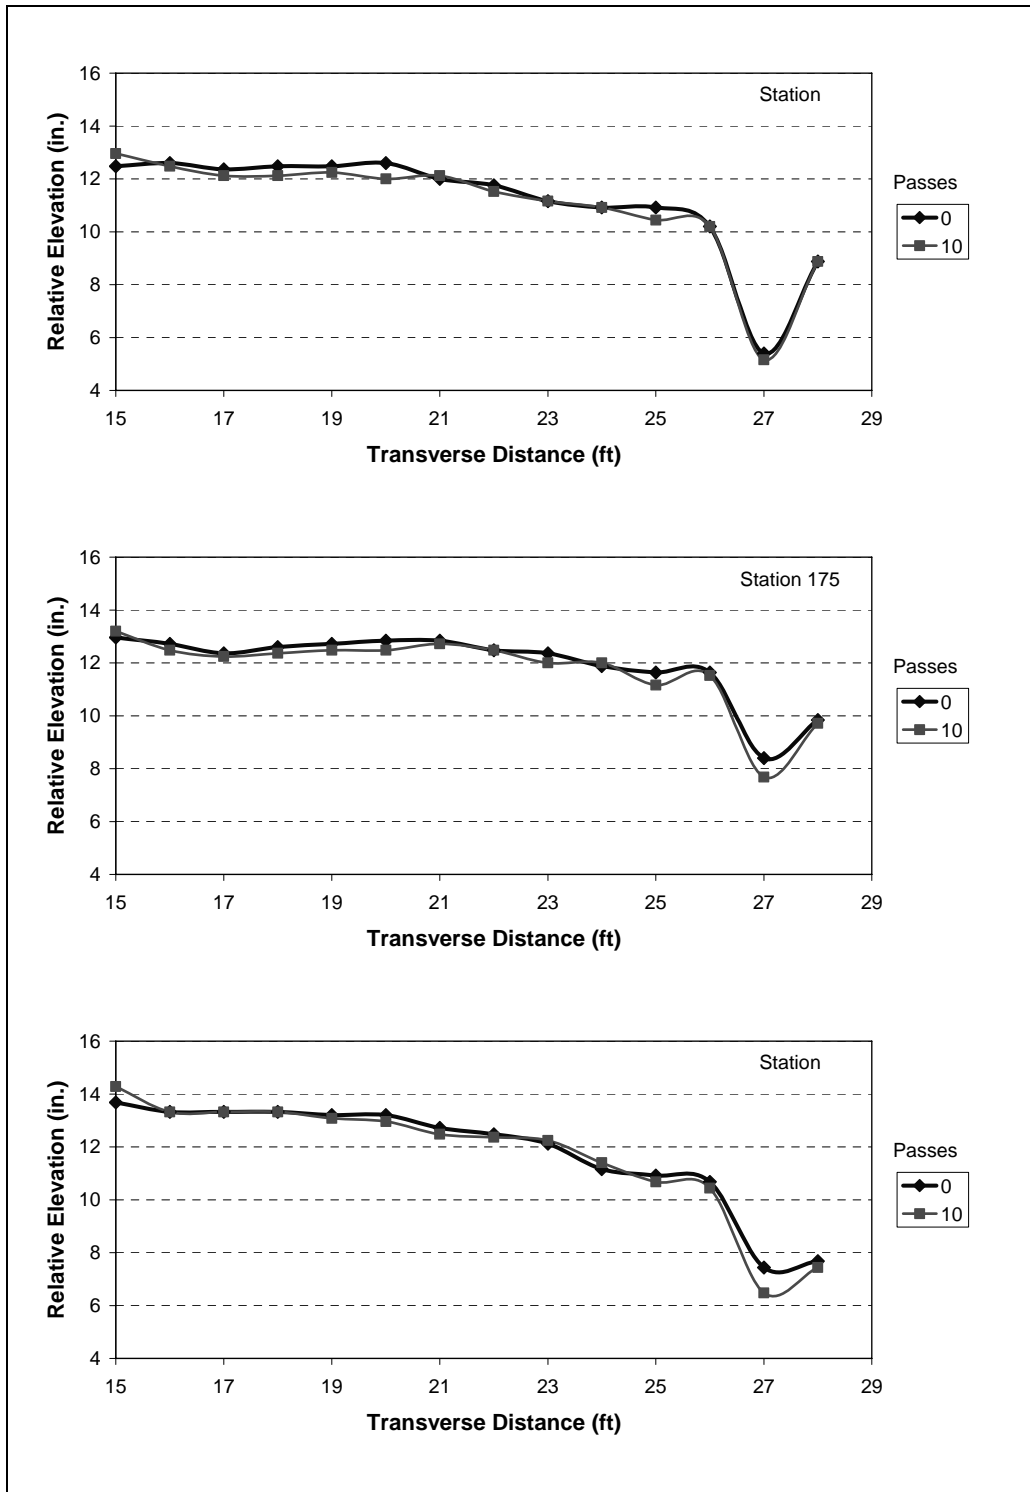 16
Station
14
12
Passes
0
10
10
8
6
4
Relative Elevation (in.)
15 17 19 21 23 25 27 29
Transverse Distance (ft)
16
Station 175
14
12
Passes
0
10
10
8
6
4
Relative Elevation (in.)
15 17 19 21 23 25 27 29
Transverse Distance (ft)
16
Station
14
12
Passes
0
10
10
8
6
4
Relative Elevation (in.)
15 17 19 21 23 25 27 29
Transverse Distance (ft)